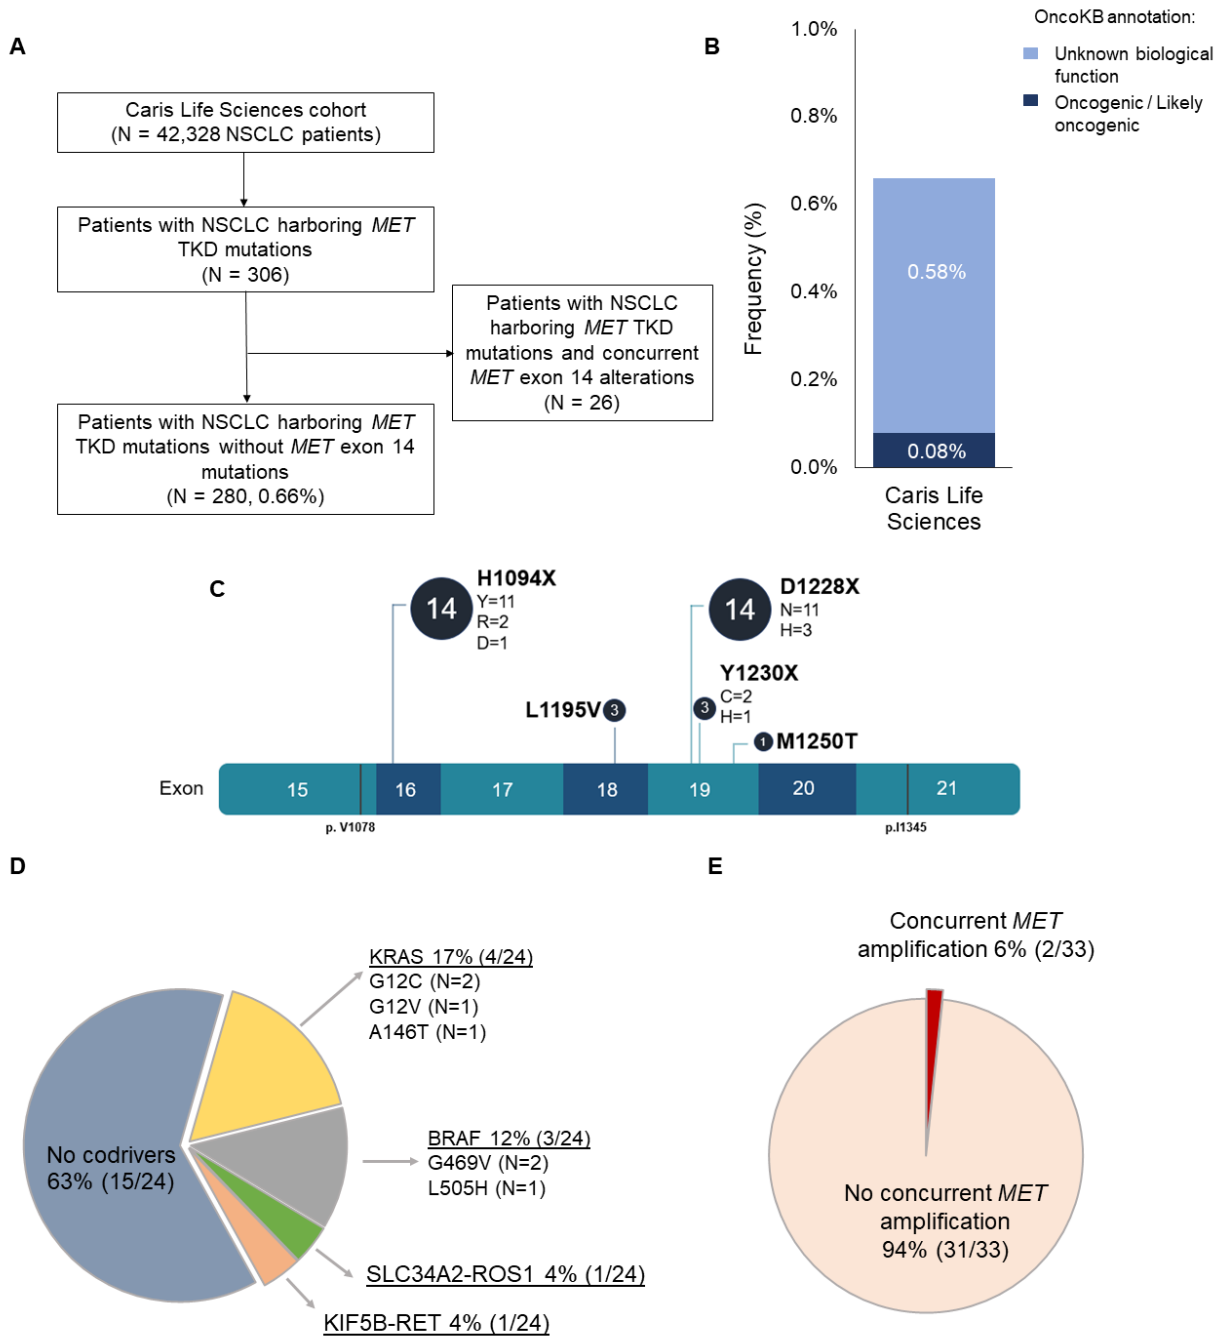 A
Caris Life Sciences cohort
(N = 42,328 NSCLC patients)
Patients with NSCLC harboring MET
TKD mutations
(N = 306)
Patients with NSCLC
harboring MET TKD
mutations and concurrent
MET exon 14 alterations
(N = 26)
Patients with NSCLC harboring MET
TKD mutations without MET exon 14
mutations
(N = 280, 0.66%)
B
OncoKB annotation:
Unknown biological
function
Oncogenic / Likely
oncogenic
Frequency (%)
1.0%
0.8%
0.6%
0.4%
0.2%
0.0%
0.58%
0.08%
Caris Life
Sciences
C
14
H1094X
Y=11
R=2
D=1
L1195V
3
14
D1228X
N=11
H=3
Y1230X
3
C=2
H=1
1
M1250T
Exon
15
16
17
18
19
20
21
p. V1078
p.I1345
D
No codrivers
63% (15/24)
KRAS 17% (4/24)
G12C (N=2)
G12V (N=1)
A146T (N=1)
BRAF 12% (3/24)
G469V (N=2)
L505H (N=1)
SLC34A2-ROS1 4% (1/24)
KIF5B-RET 4% (1/24)
E
Concurrent MET
amplification 6% (2/33)
No concurrent MET
amplification
94% (31/33)